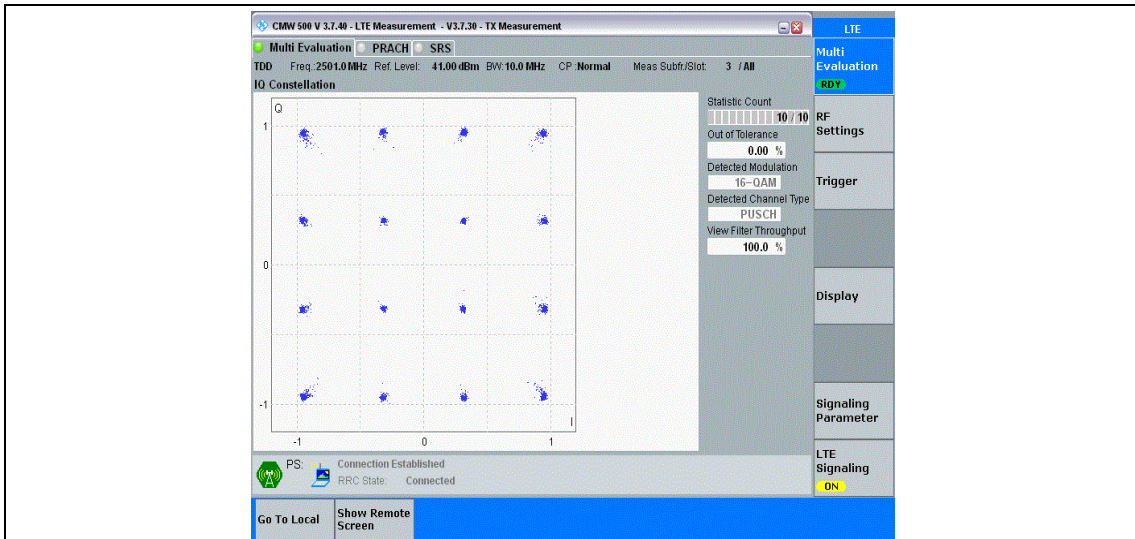 CMW 500 V 3.7.40 - LTE Measurement - V3.7.30 - TX Measurement
LTE
Multi Evaluation PRACH SRS
TDD Freg.:2501.0 MHz Ref. Level: 41.00 dBm BW:10.0 MHz CP :Normal Meas Subfr./Slot: 3 / All
IQ Constellation
Q
1
0
-1
-1 0 1
I
Statistic Count
10 / 10
Out of Tolerance
0.00 %
Detected Modulation
16-QAM
Detected Channel Type
PUSCH
View Filter Throughput
100.0 %
Multi
Evaluation
RDY
RF
Settings
Trigger
Display
Signaling
Parameter
LTE
Signaling
ON
PS: Connection Established
RRC State: Connected
Go To Local
Show Remote
Screen